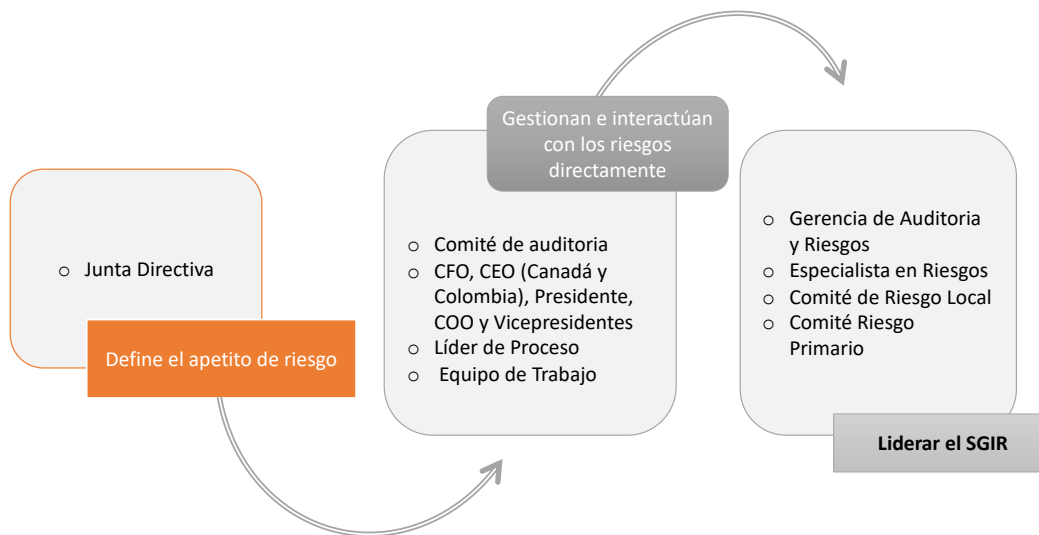 ○ Junta Directiva
Define el apetito de riesgo
Gestionan e interactúan
con los riesgos
directamente
○ Comité de auditoria
○ CFO, CEO (Canadá y
Colombia), Presidente,
COO y Vicepresidentes
○ Líder de Proceso
○ Equipo de Trabajo
○ Gerencia de Auditoria
y Riesgos
○ Especialista en Riesgos
○ Comité de Riesgo Local
○ Comité Riesgo
Primario
Liderar el SGIR